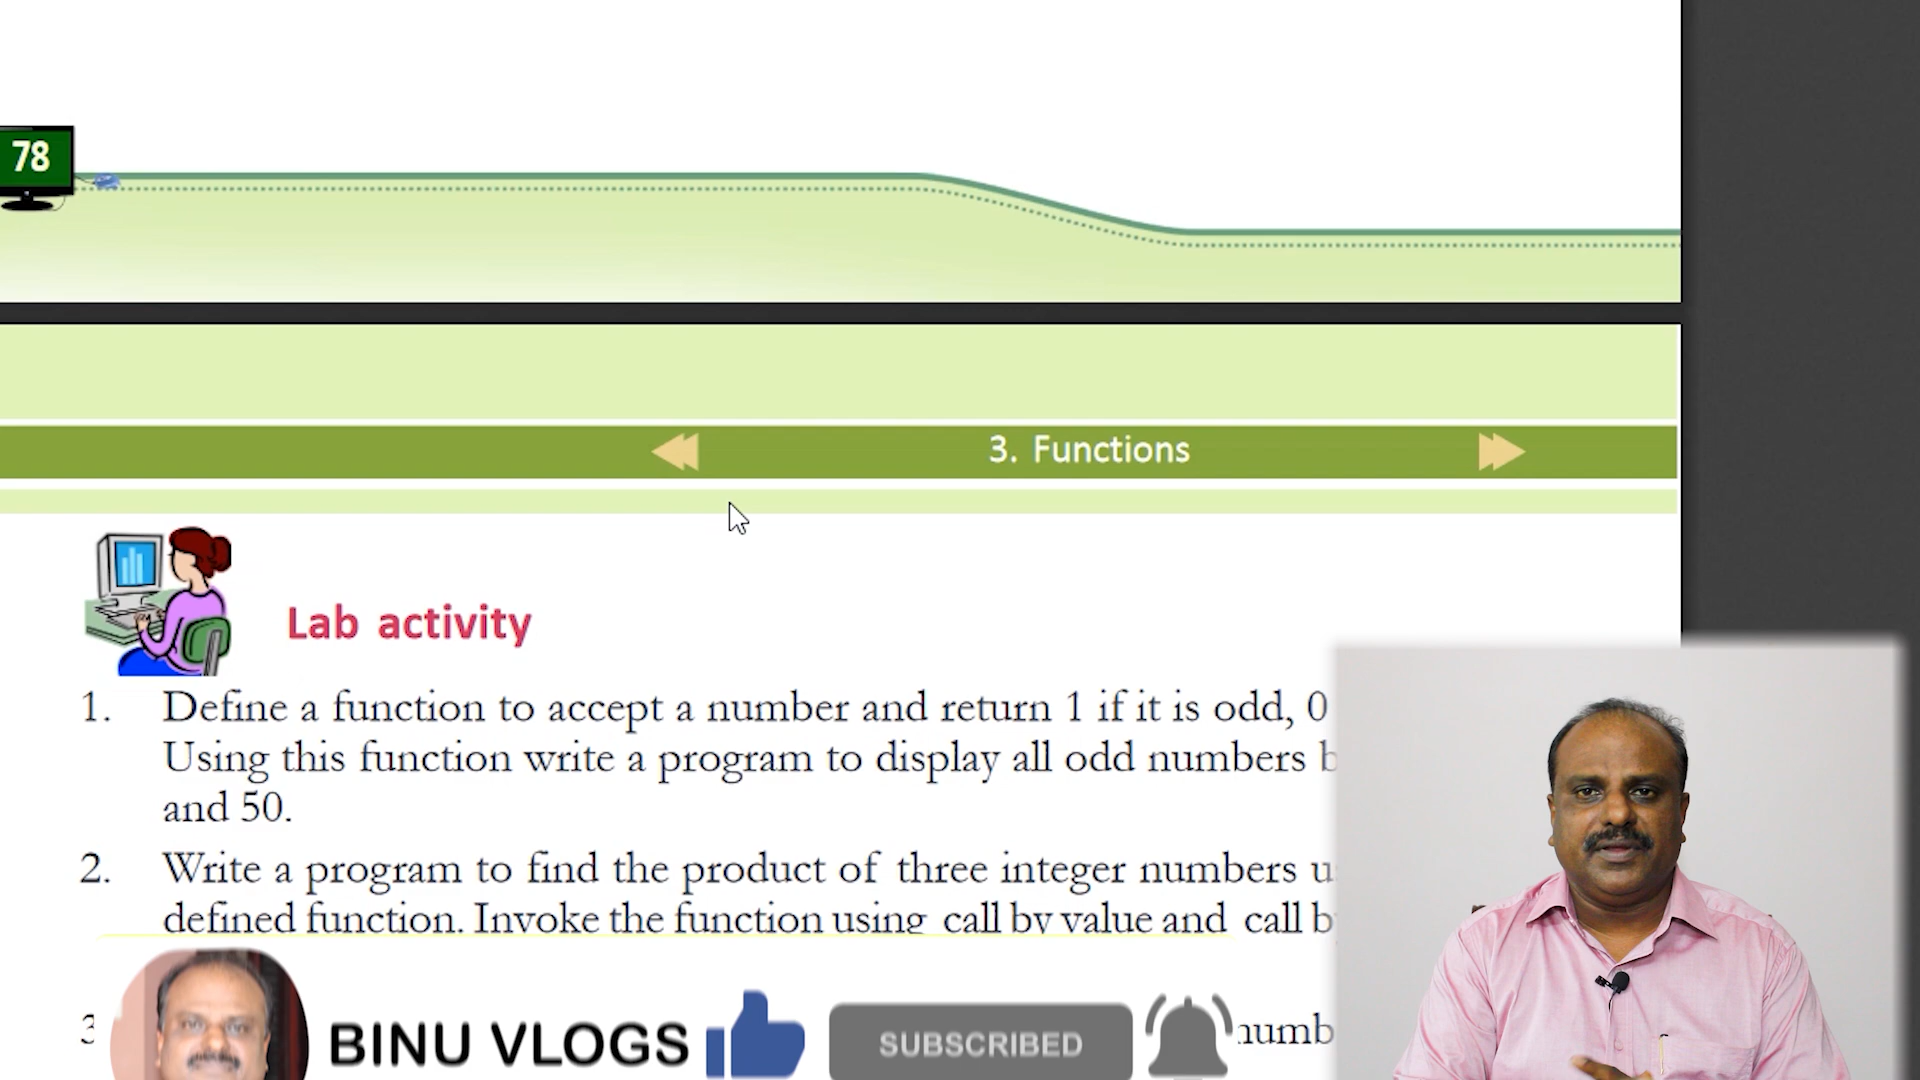 78
3. Functions
Lab activity
1. Define a function to accept a number and return 1 if it is odd, 0
Using this function write a program to display all odd numbers
and 50.
2. Write a program to find the product of three integer numbers
defined function. Invoke the function using call by value and call
3
BINU VLOGS
SUBSCRIBED